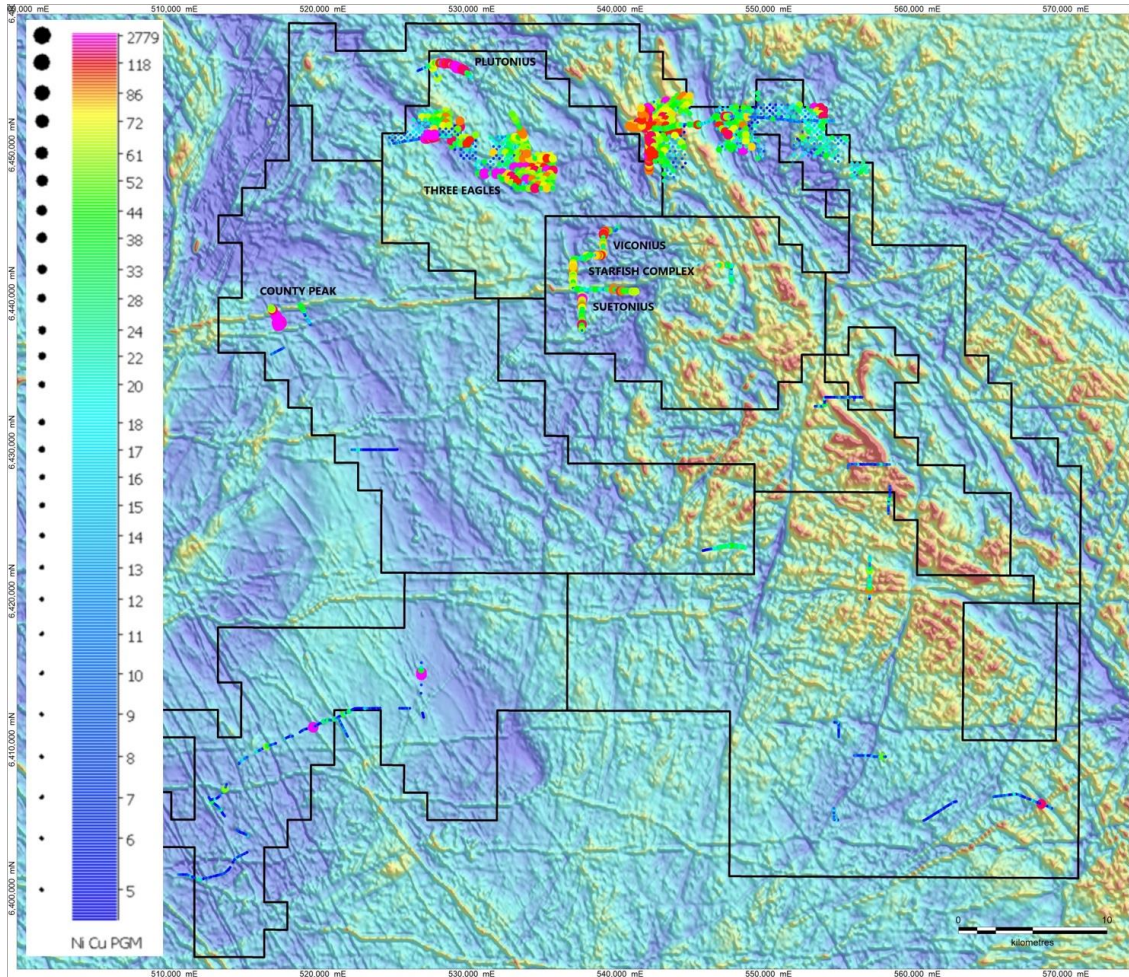 510,000 mE
520,000 mE
530,000 mE
540,000 mE
550,000 mE
560,000 mE
570,000 mE
2779
118
86
72
61
52
44
38
33
28
24
22
20
18
17
16
15
14
13
12
11
10
9
8
7
6
5
Ni Cu PGM
6,450,000 mN
6,440,000 mN
6,430,000 mN
6,420,000 mN
6,410,000 mN
6,400,000 mN
PLUTONIUS
THREE EAGLES
VICONIUS
STARFISH COMPLEX
SUETONIUS
COUNTY PEAK
0 10
kilometres
510,000 mE
520,000 mE
530,000 mE
540,000 mE
550,000 mE
560,000 mE
570,000 mE